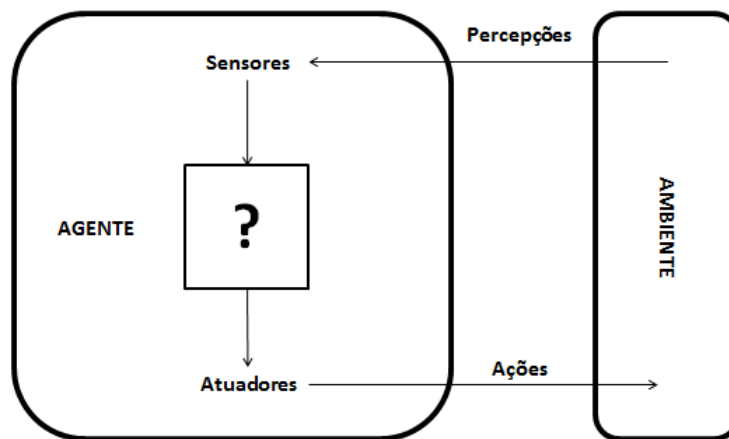 Percepções
Sensores
AGENTE
?
AMBIENTE
Atuadores
Ações